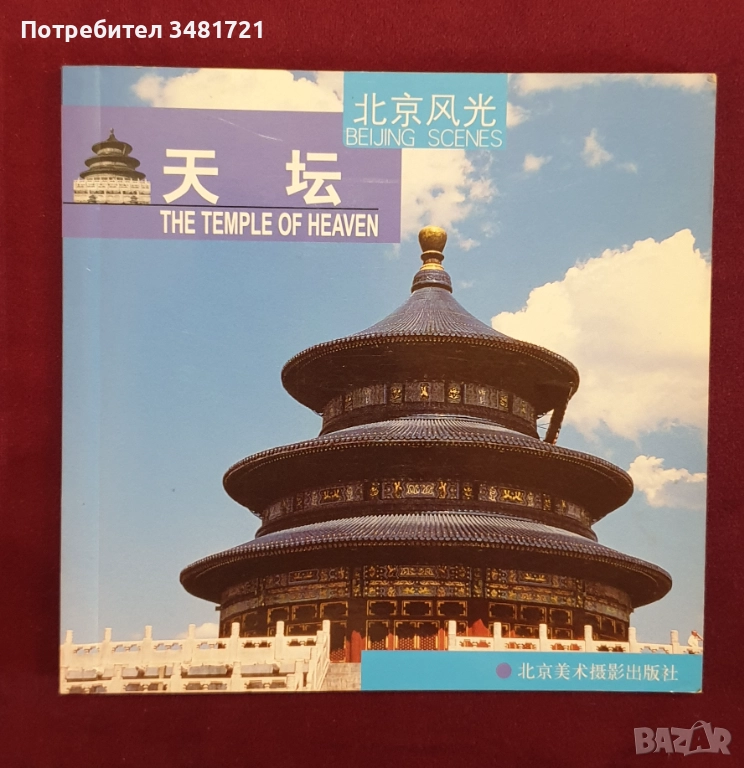 Потребител 3481721
北京风光
BEIJING SCENES
天坛
THE TEMPLE OF HEAVEN
北京美术摄影出版社
BAZAR